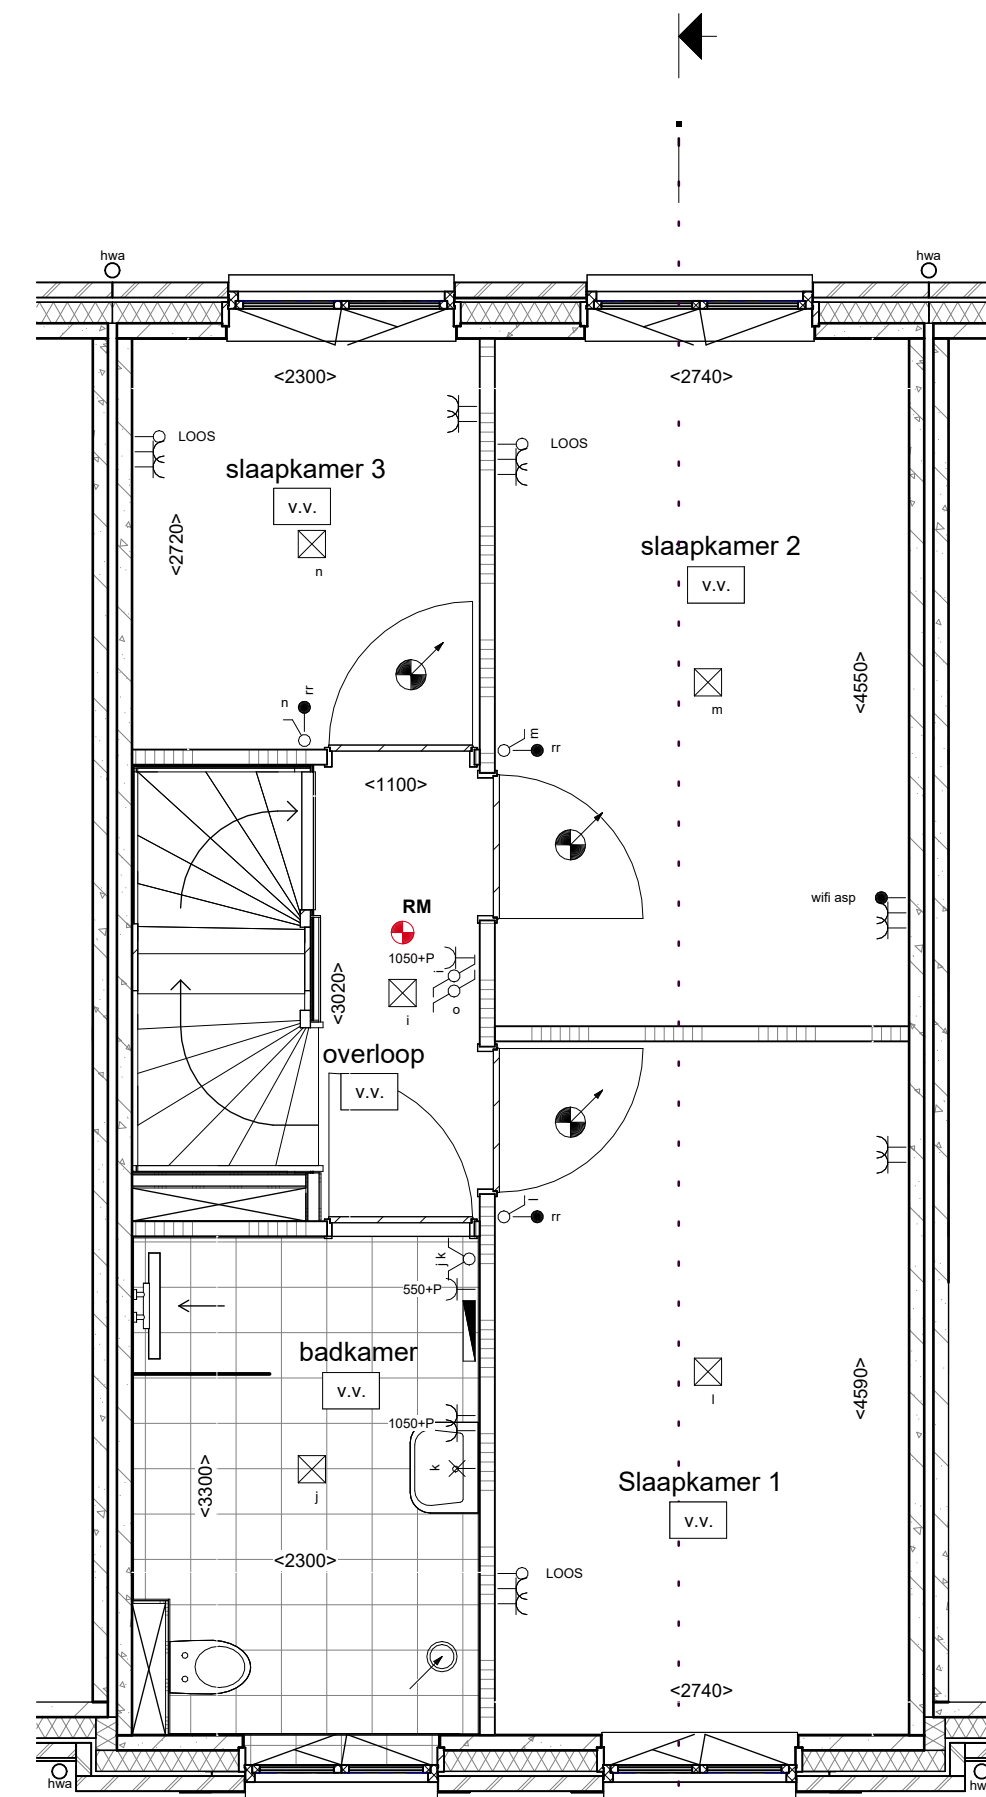 hwa
hwa
<2300>
<2740>
LOOS
LOOS
slaapkamer 3
v.v.
<2720>
n
slaapkamer 2
v.v.
<4550>
m
n
rr
m
rr
<1100>
wifi asp
RM
1050+P
i
<3020>
i
o
overloop
v.v.
l
rr
j k
550+P
badkamer
v.v.
<4590>
l
1050+P
k
j
<3300>
Slaapkamer 1
v.v.
<2300>
LOOS
<2740>
hwa
hw